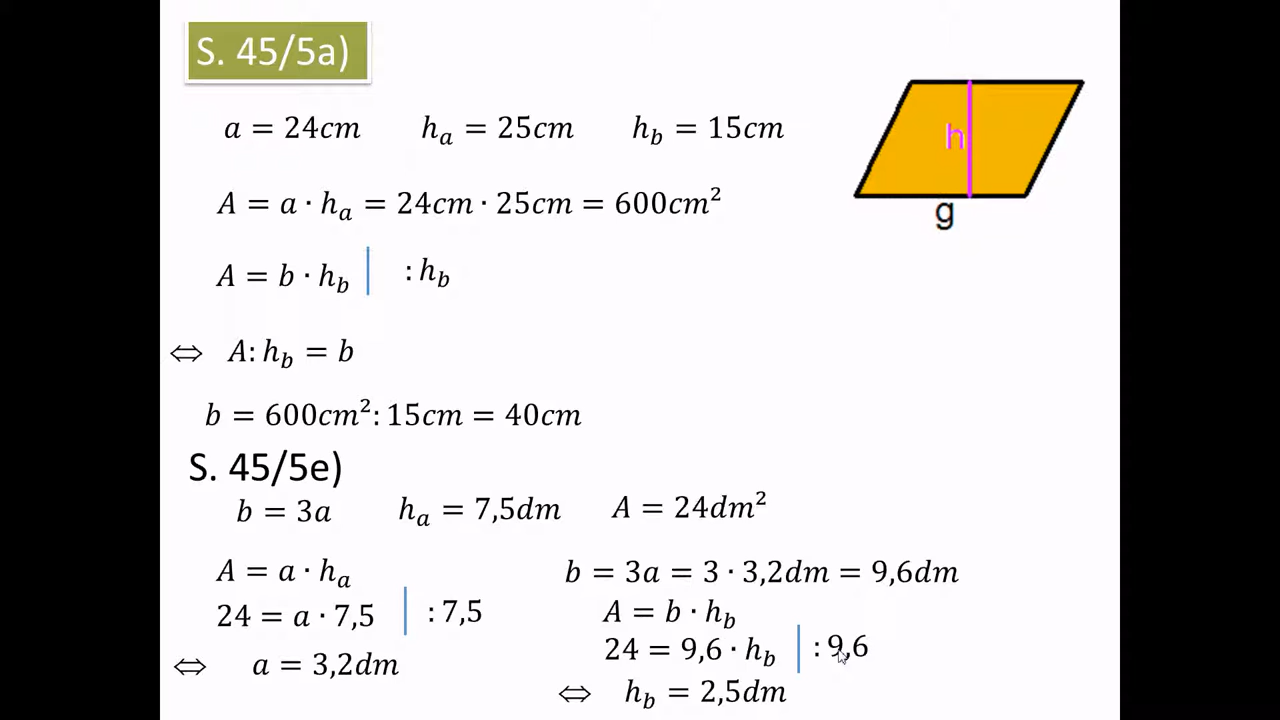 S. 45/5a)
a = 24cm h_a = 25cm h_b = 15cm
A = a · h_a = 24cm · 25cm = 600cm²
h
g
A = b · h_b | : h_b
⇔ A: h_b = b
b = 600cm²: 15cm = 40cm
S. 45/5e)
b = 3a h_a = 7,5dm A = 24dm²
A = a · h_a
24 = a · 7,5 | : 7,5
⇔ a = 3,2dm
b = 3a = 3 · 3,2dm = 9,6dm
A = b · h_b
24 = 9,6 · h_b | : 9,6
⇔ h_b = 2,5dm